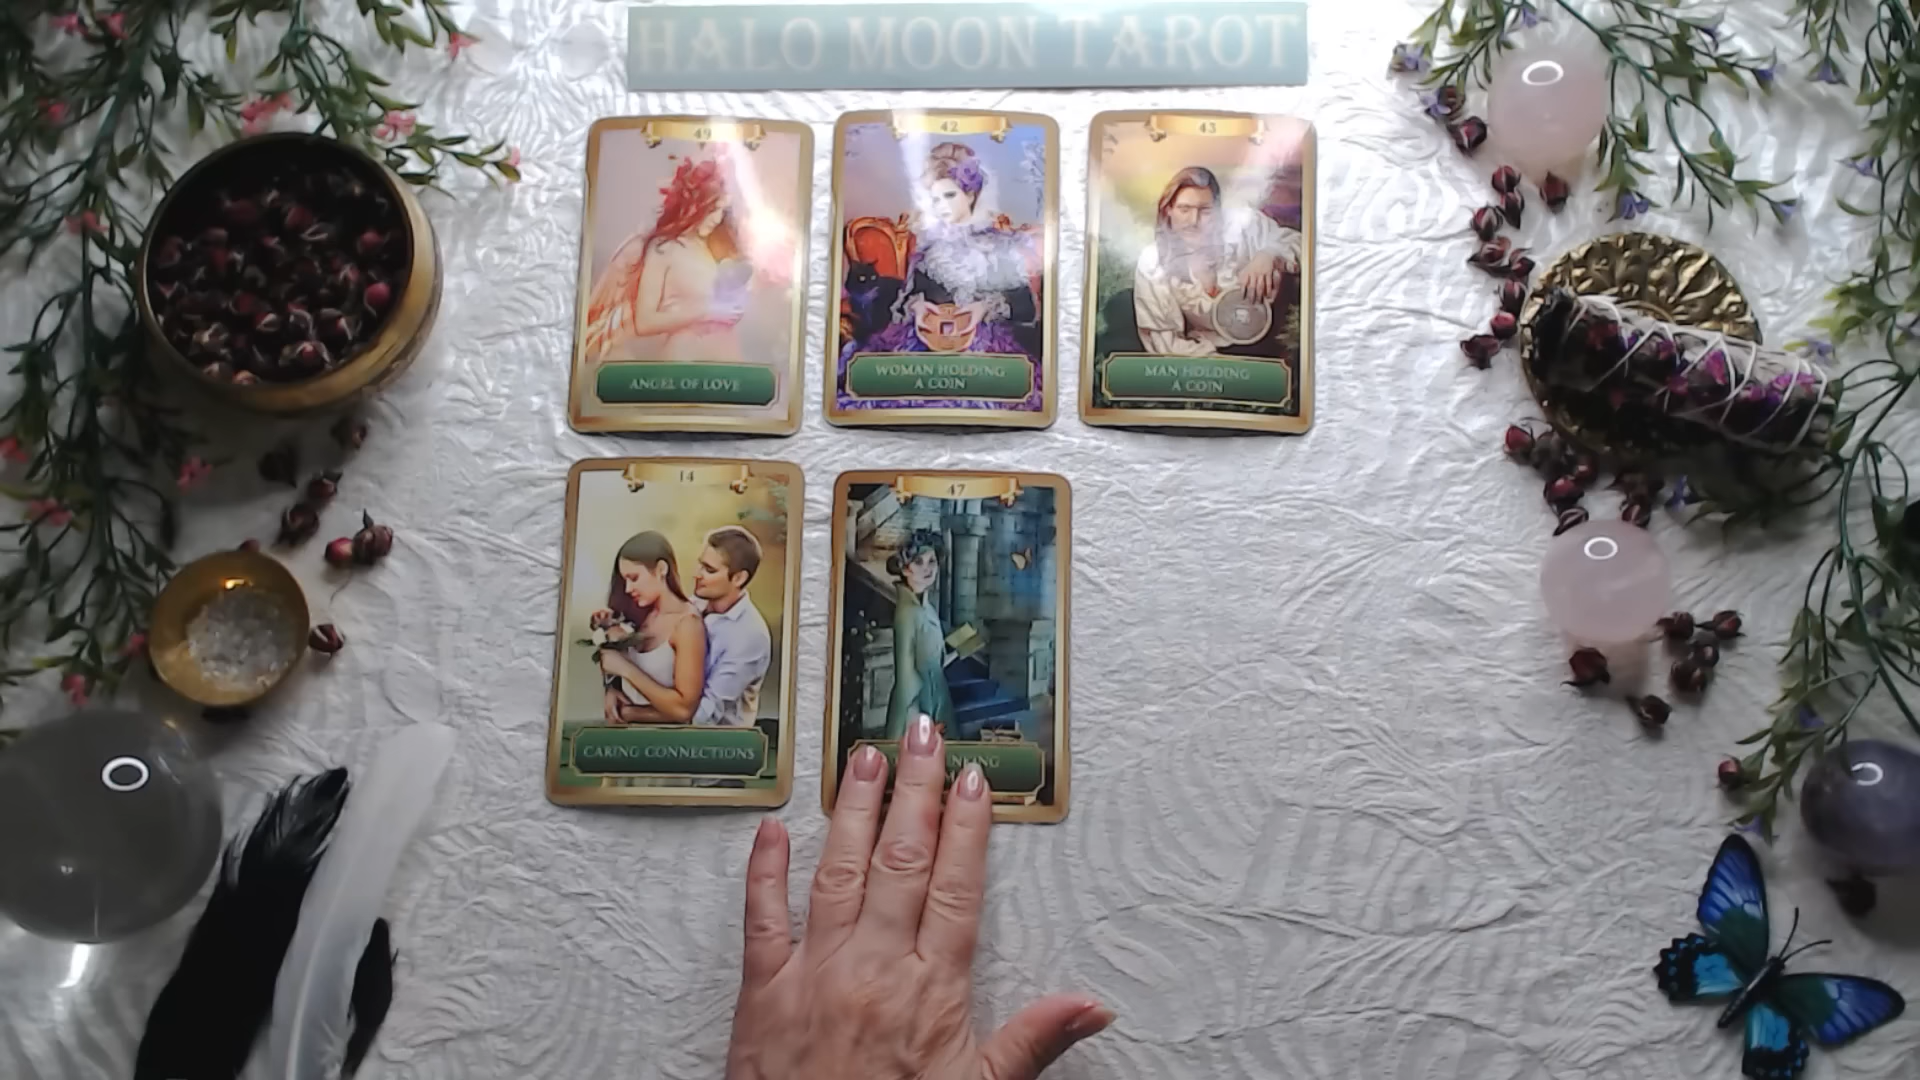 HALO MOON TAROT
49
42
43
ANGEL OF LOVE
WOMAN HOLDING
A COIN
MAN HOLDING
A COIN
14
47
CARING CONNECTIONS